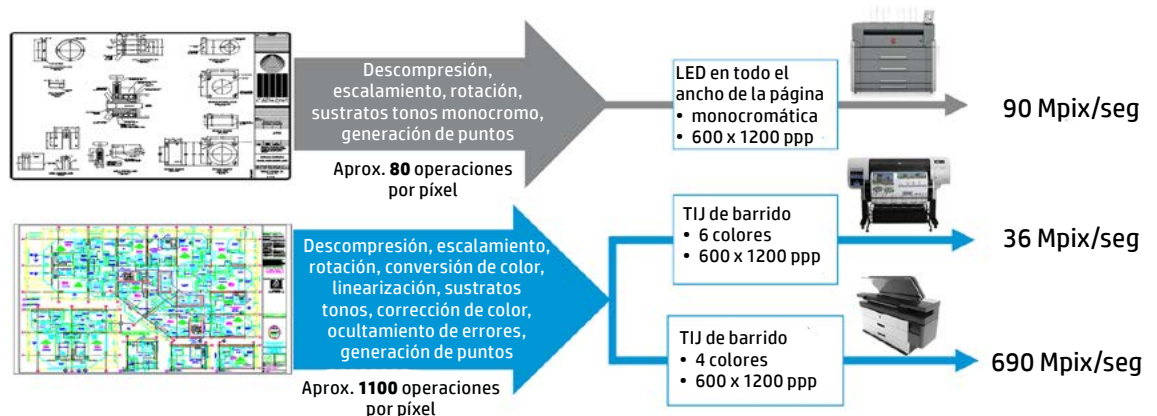 Descompresión,
escalamiento, rotación,
sustratos tonos monocromo,
generación de puntos
Aprox. 80 operaciones
por píxel
LED en todo el
ancho de la página
• monocromática
• 600 x 1200 ppp
90 Mpix/seg
Descompresión, escalamiento,
rotación, conversión de color,
linearización, sustratos
tonos, corrección de color,
ocultamiento de errores,
generación de puntos
Aprox. 1100 operaciones
por píxel
TIJ de barrido
• 6 colores
• 600 x 1200 ppp
36 Mpix/seg
TIJ de barrido
• 4 colores
• 600 x 1200 ppp
690 Mpix/seg